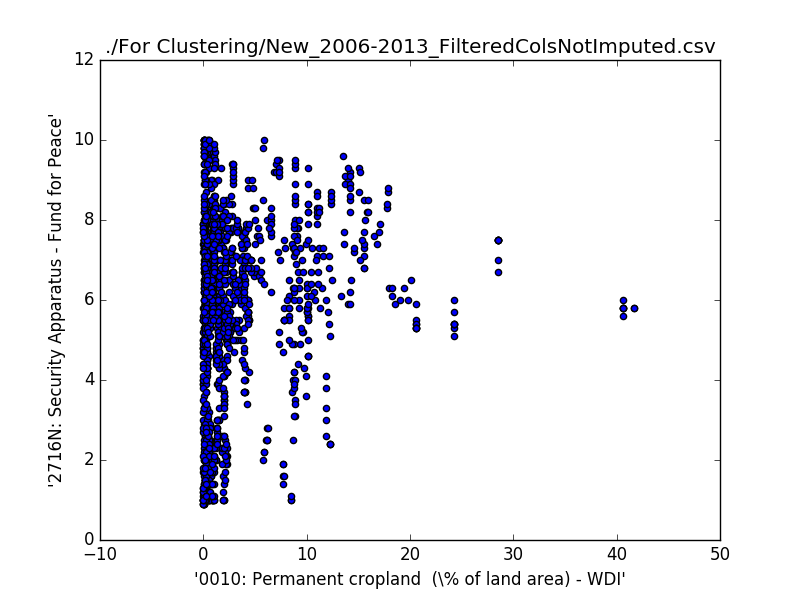 ./For Clustering/New_2006-2013_FilteredColsNotImputed.csv
12
10
8
6
4
2
0
'2716N: Security Apparatus - Fund for Peace'
−10 0 10 20 30 40 50
'0010: Permanent cropland  (\% of land area) - WDI'